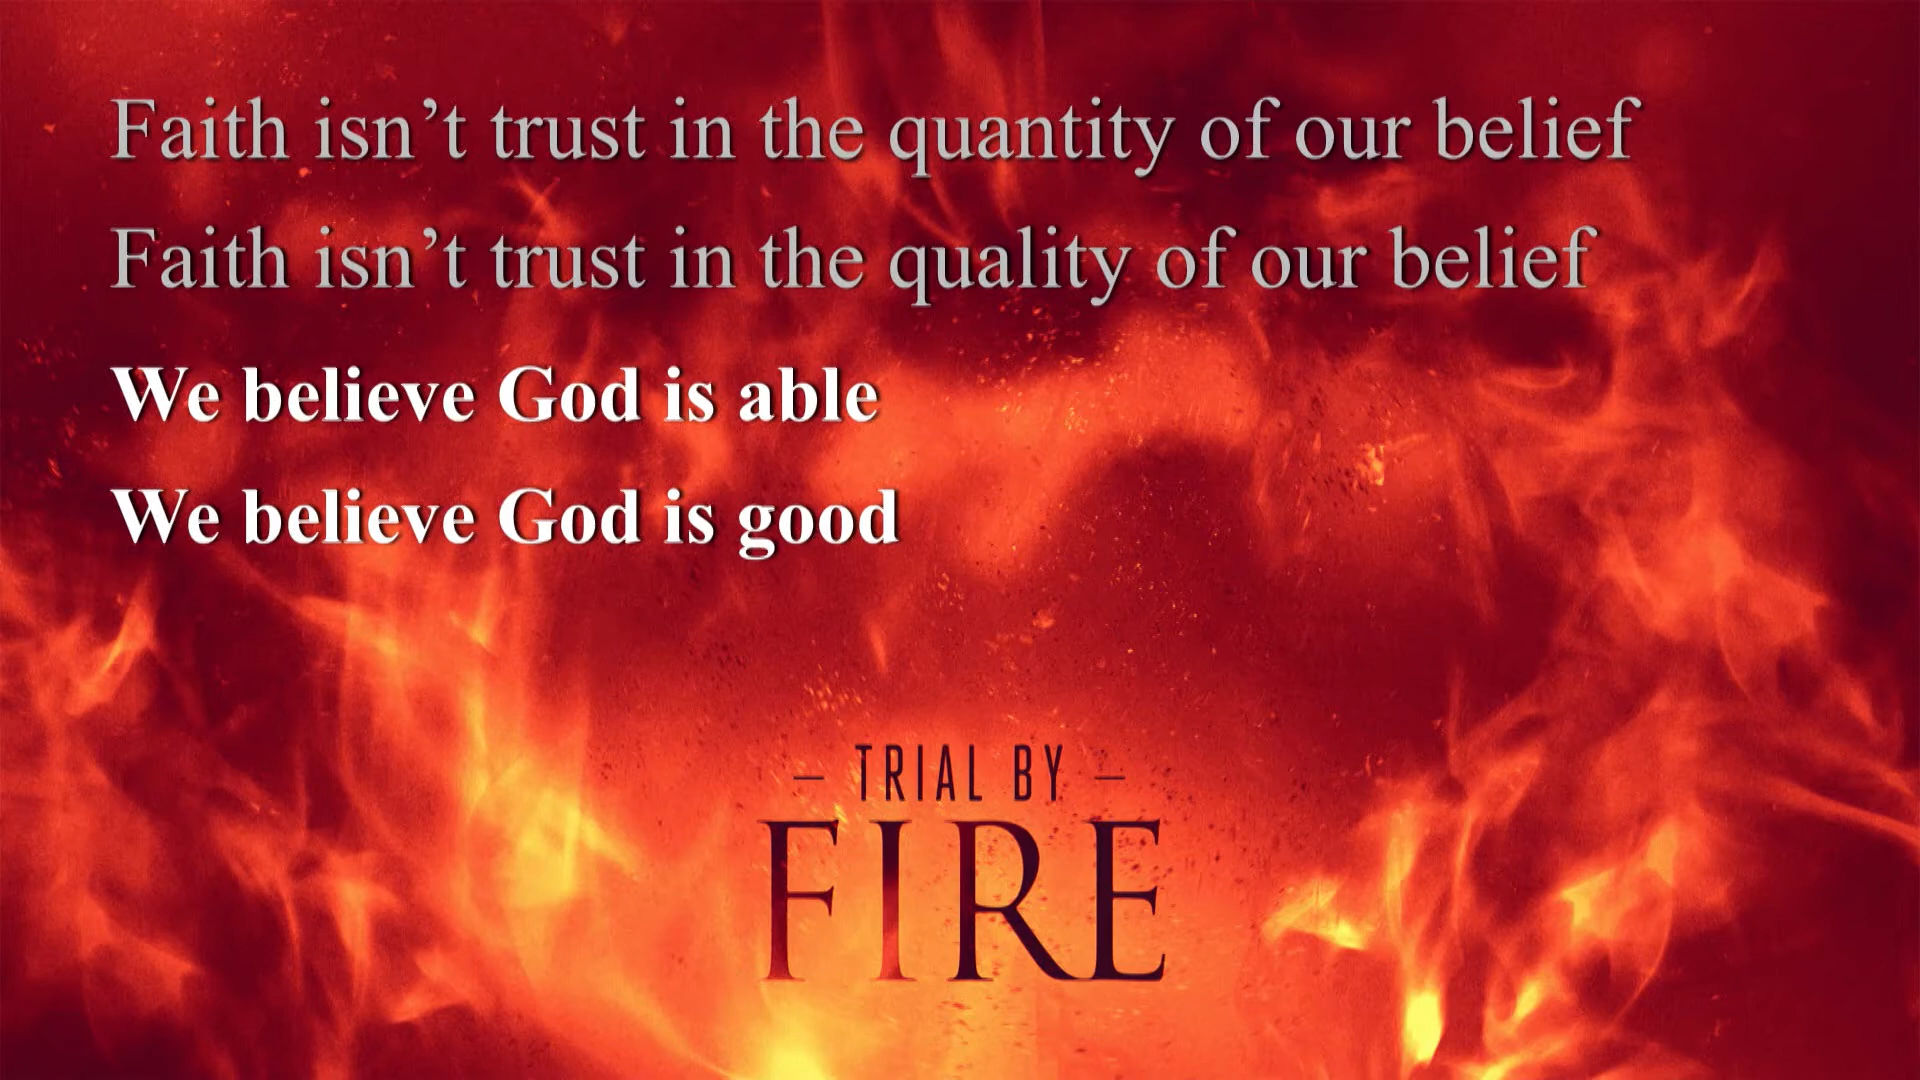 Faith isn’t trust in the quantity of our belief
Faith isn’t trust in the quality of our belief
We believe God is able
We believe God is good
– TRIAL BY –
FIRE